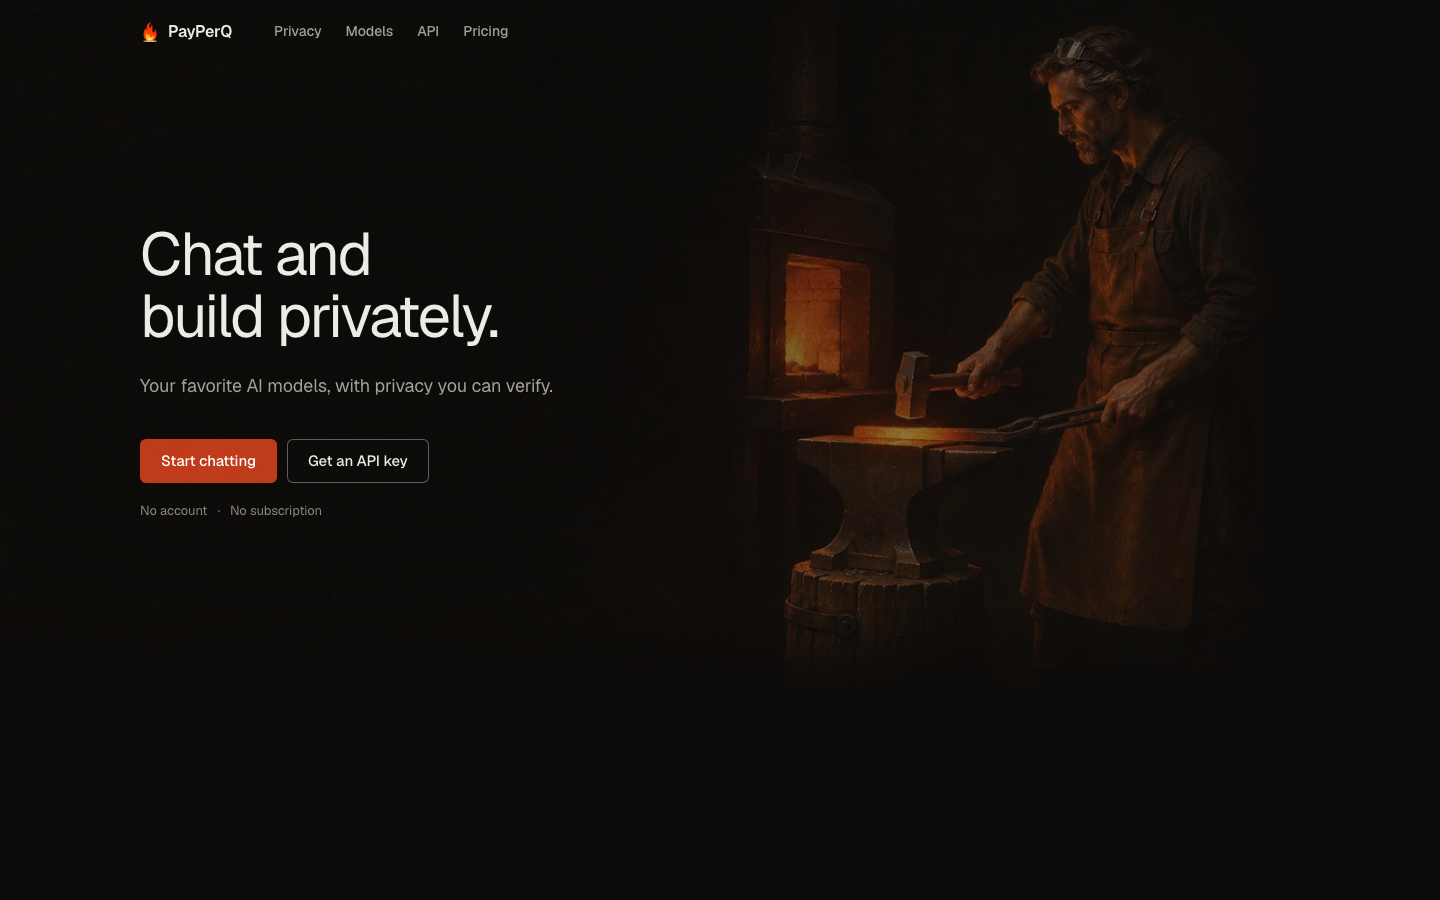 PayPerQ
Privacy
Models
API
Pricing
Chat and
build privately.
Your favorite AI models, with privacy you can verify.
Start chatting
Get an API key
No account · No subscription